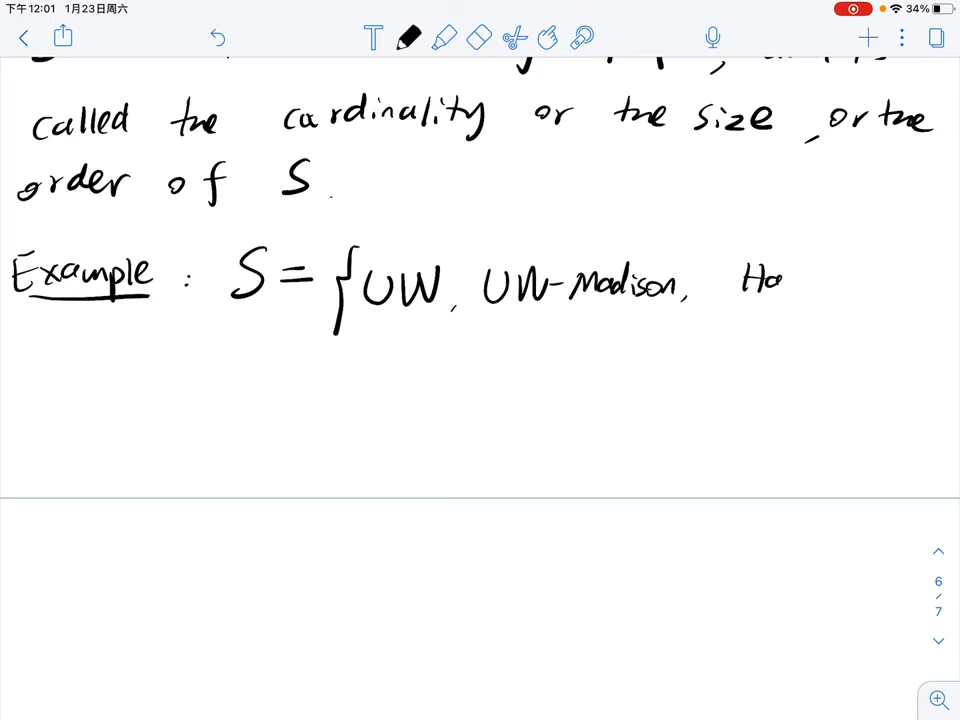 下午12:01 1月23日周六 34%
called the cardinality or the size, or the
order of S.
Example: S = {UW, UW-Madison, Ha
6
/
7